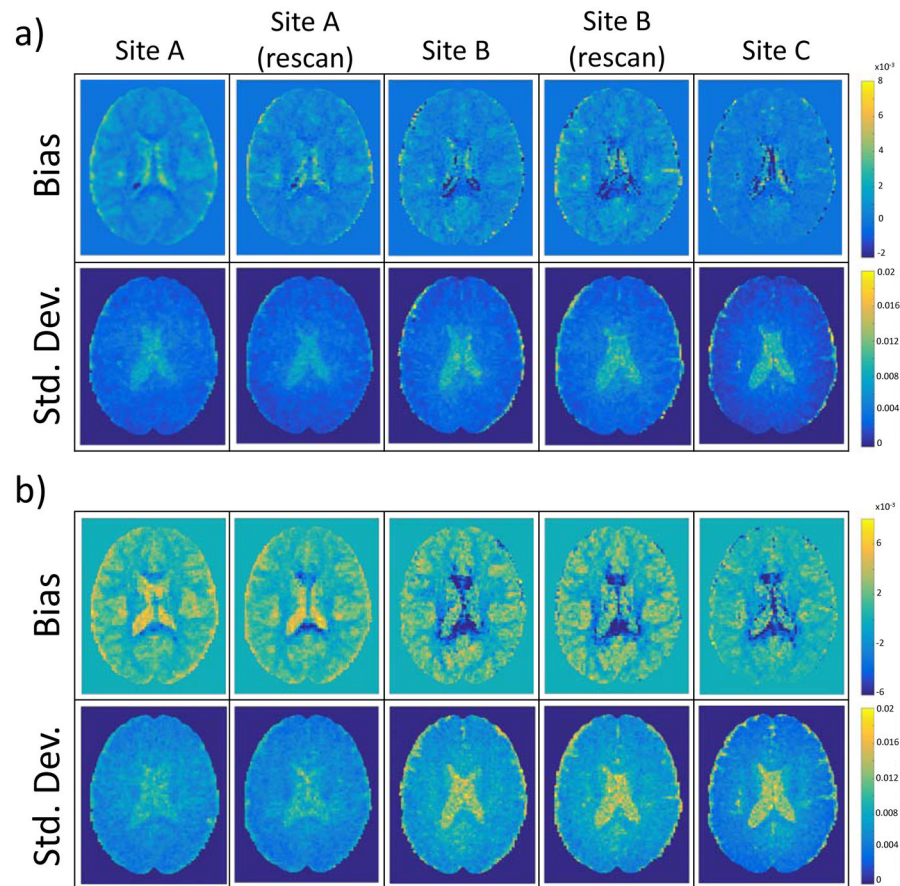 a)
Site A
Site A
(rescan)
Site B
Site B
(rescan)
Site C
Bias
x10⁻³
8
6
4
2
0
-2
Std. Dev.
0.02
0.016
0.012
0.008
0.004
0
b)
Bias
x10⁻³
6
2
-2
-6
Std. Dev.
0.02
0.016
0.012
0.008
0.004
0